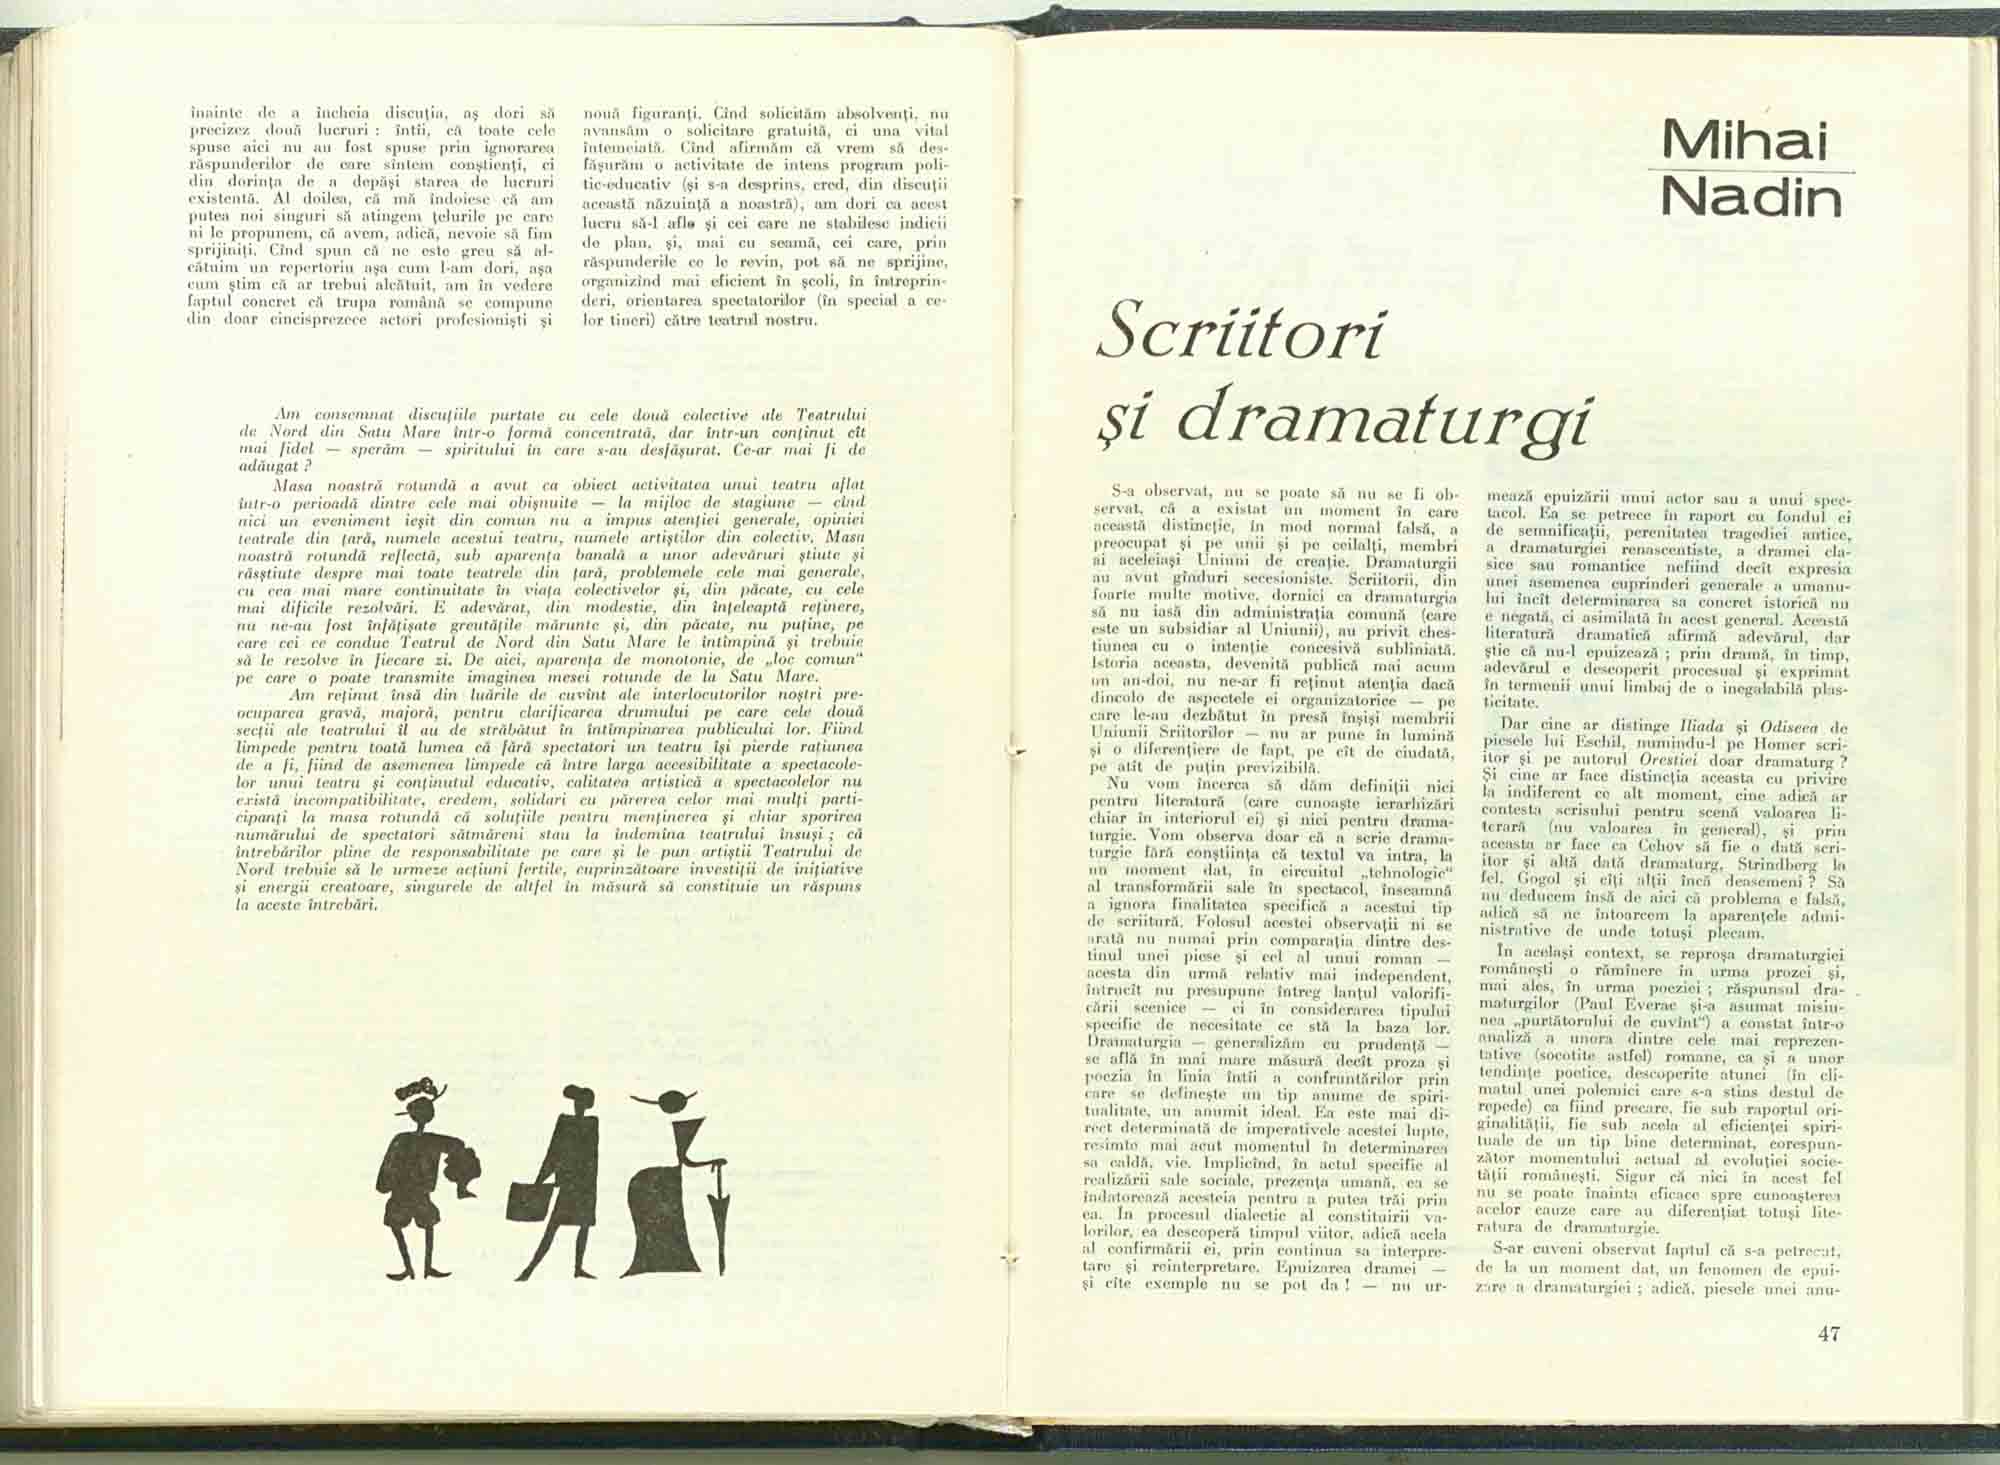 înainte de a încheia discuția, aș dori să
precizez două lucruri : întîi, că toate cele
spuse aici nu au fost spuse prin ignorarea
răspunderilor de care sîntem conștienți, ci
din dorința de a depăși starea de lucruri
existentă. Al doilea, că mă îndoiesc că am
putea noi singuri să atingem țelurile pe care
ni le propunem, că avem, adică, nevoie să fim
sprijiniți. Cînd spun că ne este greu să al-
cătuim un repertoriu așa cum l-am dori, așa
cum știm că ar trebui alcătuit, am în vedere
faptul concret că trupa română se compune
din doar cincisprezece actori profesioniști și
nouă figuranți. Cînd solicităm absolvenți, nu
avansăm o solicitare gratuită, ci una vital
întemeiată. Cînd afirmăm că vrem să des-
fășurăm o activitate de intens program poli-
tic-educativ (și s-a desprins, cred, din discuții
această năzuință a noastră), am dori ca acest
lucru să-l afle și cei care ne stabilesc indicii
de plan, și, mai cu seamă, cei care, prin
răspunderile ce le revin, pot să ne sprijine,
organizînd mai eficient în școli, în întreprin-
deri, orientarea spectatorilor (în special a ce-
lor tineri) către teatrul nostru.
Am consemnat discuțiile purtate cu cele două colective ale Teatrului
de Nord din Satu Mare într-o formă concentrată, dar într-un conținut cît
mai fidel — sperăm — spiritului în care s-au desfășurat. Ce-ar mai fi de
adăugat ?
Masa noastră rotundă a avut ca obiect activitatea unui teatru aflat
într-o perioadă dintre cele mai obișnuite — la mijloc de stagiune — cînd
nici un eveniment ieșit din comun nu a impus atenției generale, opiniei
teatrale din țară, numele acestui teatru, numele artiștilor din colectiv. Masa
noastră rotundă reflectă, sub aparența banală a unor adevăruri știute și
răsștiute despre mai toate teatrele din țară, problemele cele mai generale,
cu cea mai mare continuitate în viața colectivelor și, din păcate, cu cele
mai dificile rezolvări. E adevărat, din modestie, din înțeleaptă reținere,
nu ne-au fost înfățișate greutățile mărunte și, din păcate, nu puține, pe
care cei ce conduc Teatrul de Nord din Satu Mare le întîmpină și trebuie
să le rezolve în fiecare zi. De aici, aparența de monotonie, de „loc comun“
pe care o poate transmite imaginea mesei rotunde de la Satu Mare.
Am reținut însă din luările de cuvînt ale interlocutorilor noștri pre-
ocuparea gravă, majoră, pentru clarificarea drumului pe care cele două
secții ale teatrului îl au de străbătut în întîmpinarea publicului lor. Fiind
limpede pentru toată lumea că fără spectatori un teatru își pierde rațiunea
de a fi, fiind de asemenea limpede că între larga accesibilitate a spectacole-
lor unui teatru și conținutul educativ, calitatea artistică a spectacolelor nu
există incompatibilitate, credem, solidari cu părerea celor mai mulți parti-
cipanți la masa rotundă că soluțiile pentru menținerea și chiar sporirea
numărului de spectatori sătmăreni stau la îndemîna teatrului însuși ; că
întrebărilor pline de responsabilitate pe care și le pun artiștii Teatrului de
Nord trebuie să le urmeze acțiuni fertile, cuprinzătoare investiții de inițiative
și energii creatoare, singurele de altfel în măsură să constituie un răspuns
la aceste întrebări.
Mihai
Nadin
Scriitori
și dramaturgi
S-a observat, nu se poate să nu se fi ob-
servat, că a existat un moment în care
această distincție, în mod normal falsă, a
preocupat și pe unii și pe ceilalți, membri
ai aceleiași Uniuni de creație. Dramaturgii
au avut gînduri secesioniste. Scriitorii, din
foarte multe motive, dornici ca dramaturgia
să nu iasă din administrația comună (care
este un subsidiar al Uniunii), au privit ches-
tiunea cu o intenție concesivă subliniată.
Istoria aceasta, devenită publică mai acum
un an-doi, nu ne-ar fi reținut atenția dacă
dincolo de aspectele ei organizatorice — pe
care le-au dezbătut în presă înșiși membrii
Uniunii Sriitorilor — nu ar pune în lumină
și o diferențiere de fapt, pe cît de ciudată,
pe atît de puțin previzibilă.
Nu vom încerca să dăm definiții nici
pentru literatură (care cunoaște ierarhizări
chiar în interiorul ei) și nici pentru drama-
turgie. Vom observa doar că a scrie drama-
turgie fără conștiința că textul va intra, la
un moment dat, în circuitul „tehnologic“
al transformării sale în spectacol, înseamnă
a ignora finalitatea specifică a acestui tip
de scriitură. Folosul acestei observații ni se
arată nu numai prin comparația dintre des-
tinul unei piese și cel al unui roman —
acesta din urmă relativ mai independent,
întrucît nu presupune întreg lanțul valorifi-
cării scenice — ci în considerarea tipului
specific de necesitate ce stă la baza lor.
Dramaturgia — generalizăm cu prudență —
se află în mai mare măsură decît proza și
poezia în linia întîi a confruntărilor prin
care se definește un tip anume de spiri-
tualitate, un anumit ideal. Ea este mai di-
rect determinată de imperativele acestei lupte,
resimte mai acut momentul în determinarea
sa caldă, vie. Implicînd, în actul specific al
realizării sale sociale, prezența umană, ea se
îndatorează acesteia pentru a putea trăi prin
ea. În procesul dialectic al constituirii va-
lorilor, ea descoperă timpul viitor, adică acela
al confirmării ei, prin continua sa interpre-
tare și reinterpretare. Epuizarea dramei —
și cîte exemple nu se pot da ! — nu ur-
mează epuizării unui actor sau a unui spec-
tacol. Ea se petrece în raport cu fondul ei
de semnificații, perenitatea tragediei antice,
a dramaturgiei renascentiste, a dramei cla-
sice sau romantice nefiind decît expresia
unei asemenea cuprinderi generale a umanu-
lui încît determinarea sa concret istorică nu
e negată, ci asimilată în acest general. Această
literatură dramatică afirmă adevărul, dar
știe că nu-l epuizează ; prin dramă, în timp,
adevărul e descoperit procesual și exprimat
în termenii unui limbaj de o inegalabilă plas-
ticitate.
Dar cine ar distinge Iliada și Odiseea de
piesele lui Eschil, numindu-l pe Homer scri-
itor și pe autorul Orestiei doar dramaturg ?
Și cine ar face distincția aceasta cu privire
la indiferent ce alt moment, cine adică ar
contesta scrisului pentru scenă valoarea li-
terară (nu valoarea în general), și prin
aceasta ar face ca Cehov să fie o dată scri-
itor și altă dată dramaturg, Strindberg la
fel, Gogol și cîți alții încă deasemeni ? Să
nu deducem însă de aici că problema e falsă,
adică să ne întoarcem la aparențele admi-
nistrative de unde totuși plecam.
În același context, se reproșa dramaturgiei
românești o rămînere în urma prozei și,
mai ales, în urma poeziei ; răspunsul dra-
maturgilor (Paul Everac și-a asumat misiu-
nea „purtătorului de cuvînt“) a constat într-o
analiză a unora dintre cele mai reprezen-
tative (socotite astfel) romane, ca și a unor
tendințe poetice, descoperite atunci (în cli-
matul unei polemici care s-a stins destul de
repede) ca fiind precare, fie sub raportul ori-
ginalității, fie sub acela al eficienței spiri-
tuale de un tip bine determinat, corespun-
zător momentului actual al evoluției socie-
tății românești. Sigur că nici în acest fel
nu se poate înainta eficace spre cunoașterea
acelor cauze care au diferențiat totuși lite-
ratura de dramaturgie.
S-ar cuveni observat faptul că s-a petrecut,
de la un moment dat, un fenomen de epui-
zare a dramaturgiei ; adică, piesele unei anu-
47